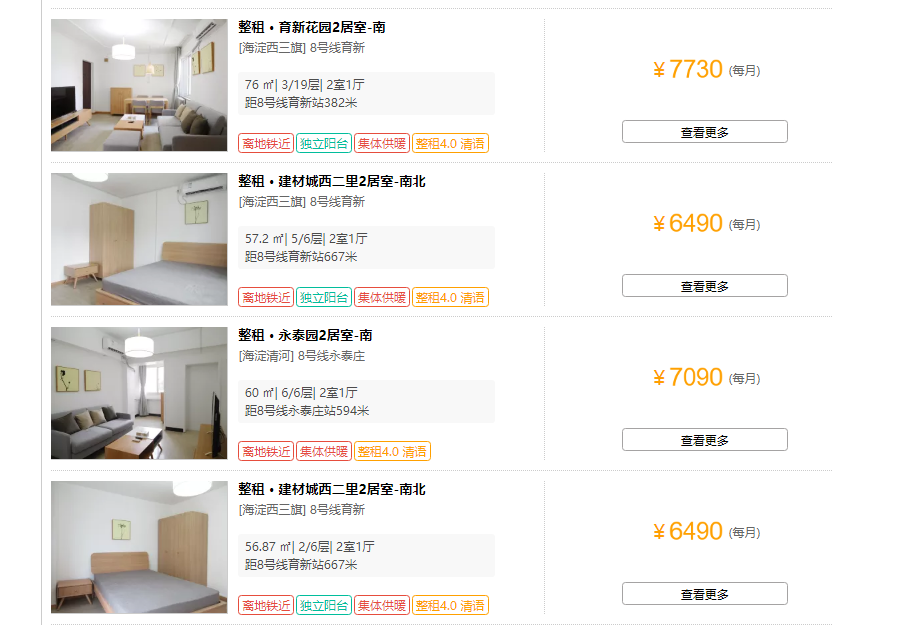 整租 • 育新花园2居室-南
[海淀西三旗] 8号线育新
76 ㎡| 3/19层| 2室1厅
距8号线育新站382米
离地铁近 独立阳台 集体供暖 整租4.0 清语
¥ 7730 (每月)
查看更多
整租 • 建材城西二里2居室-南北
[海淀西三旗] 8号线育新
57.2 ㎡| 5/6层| 2室1厅
距8号线育新站667米
离地铁近 独立阳台 集体供暖 整租4.0 清语
¥ 6490 (每月)
查看更多
整租 • 永泰园2居室-南
[海淀清河] 8号线永泰庄
60 ㎡| 6/6层| 2室1厅
距8号线永泰庄站594米
离地铁近 集体供暖 整租4.0 清语
¥ 7090 (每月)
查看更多
整租 • 建材城西二里2居室-南北
[海淀西三旗] 8号线育新
56.87 ㎡| 2/6层| 2室1厅
距8号线育新站667米
离地铁近 独立阳台 集体供暖 整租4.0 清语
¥ 6490 (每月)
查看更多